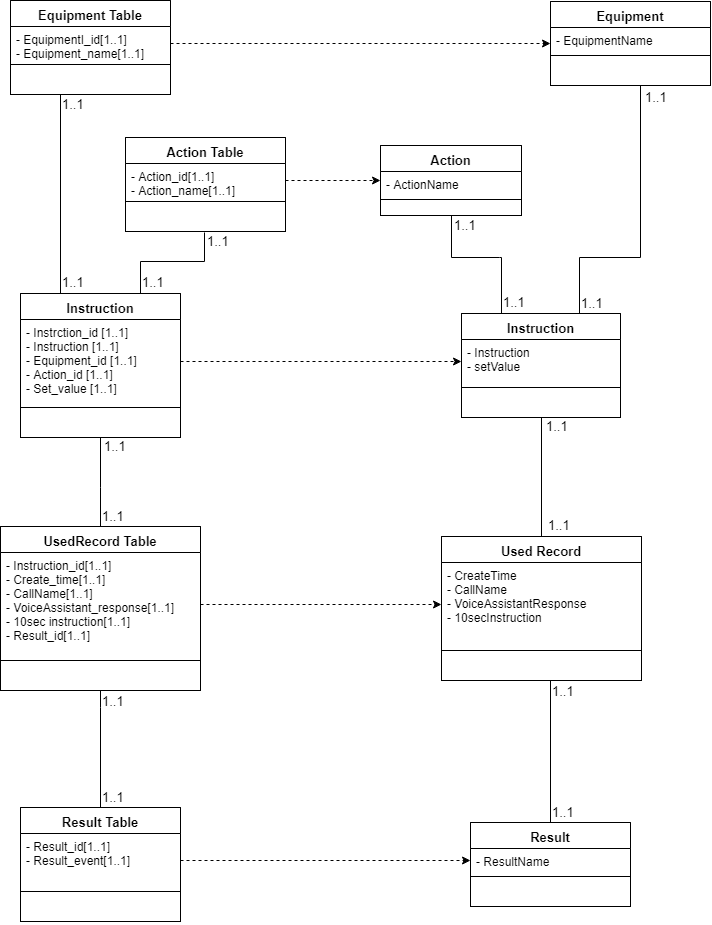 Equipment Table
- EquipmentI_id[1..1]
- Equipment_name[1..1]
1..1
Equipment
- EquipmentName
1..1
Action Table
- Action_id[1..1]
- Action_name[1..1]
1..1
Action
- ActionName
1..1
1..1
1..1
Instruction
- Instrction_id [1..1]
- Instruction [1..1]
- Equipment_id [1..1]
- Action_id [1..1]
- Set_value [1..1]
1..1
1..1
1..1
Instruction
- Instruction
- setValue
1..1
1..1
UsedRecord Table
- Instruction_id[1..1]
- Create_time[1..1]
- CallName[1..1]
- VoiceAssistant_response[1..1]
- 10sec instruction[1..1]
- Result_id[1..1]
1..1
1..1
Used Record
- CreateTime
- CallName
- VoiceAssistantResponse
- 10secInstruction
1..1
1..1
Result Table
- Result_id[1..1]
- Result_event[1..1]
1..1
Result
- ResultName